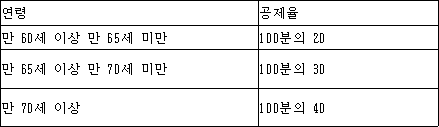 연령 공제율
만 60세 이상 만 65세 미만 100분의 20
만 65세 이상 만 70세 미만 100분의 30
만 70세 이상 100분의 40